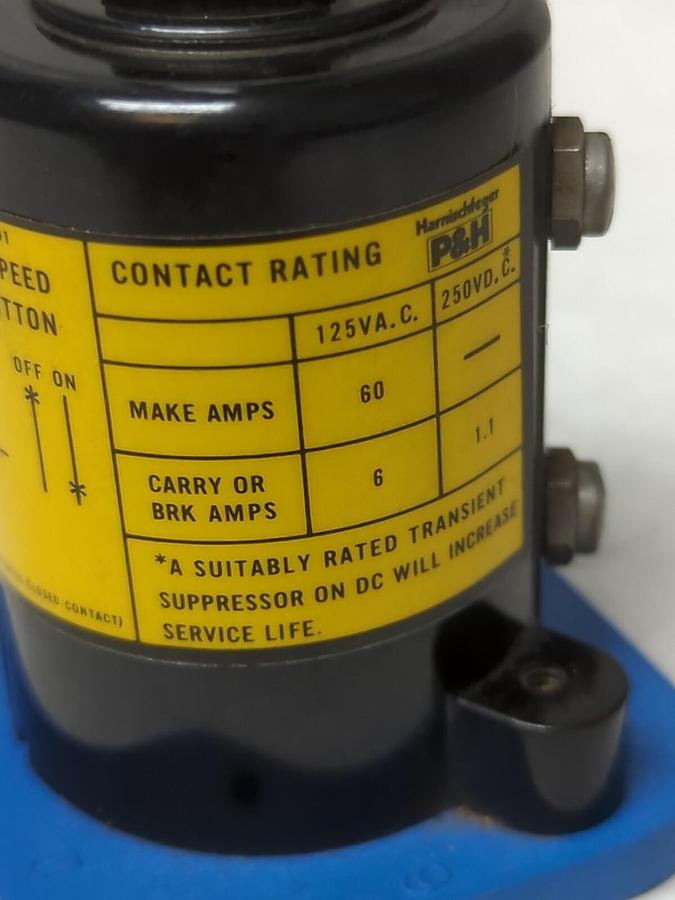 PEED
TTON
OFF ON
* *
CLOSED CONTACT)
CONTACT RATING
Harnischfeger
P&H
125VA.C. 250VD.C.*
MAKE AMPS 60 —
CARRY OR
BRK AMPS 6 1.1
*A SUITABLY RATED TRANSIENT
SUPPRESSOR ON DC WILL INCREASE
SERVICE LIFE.